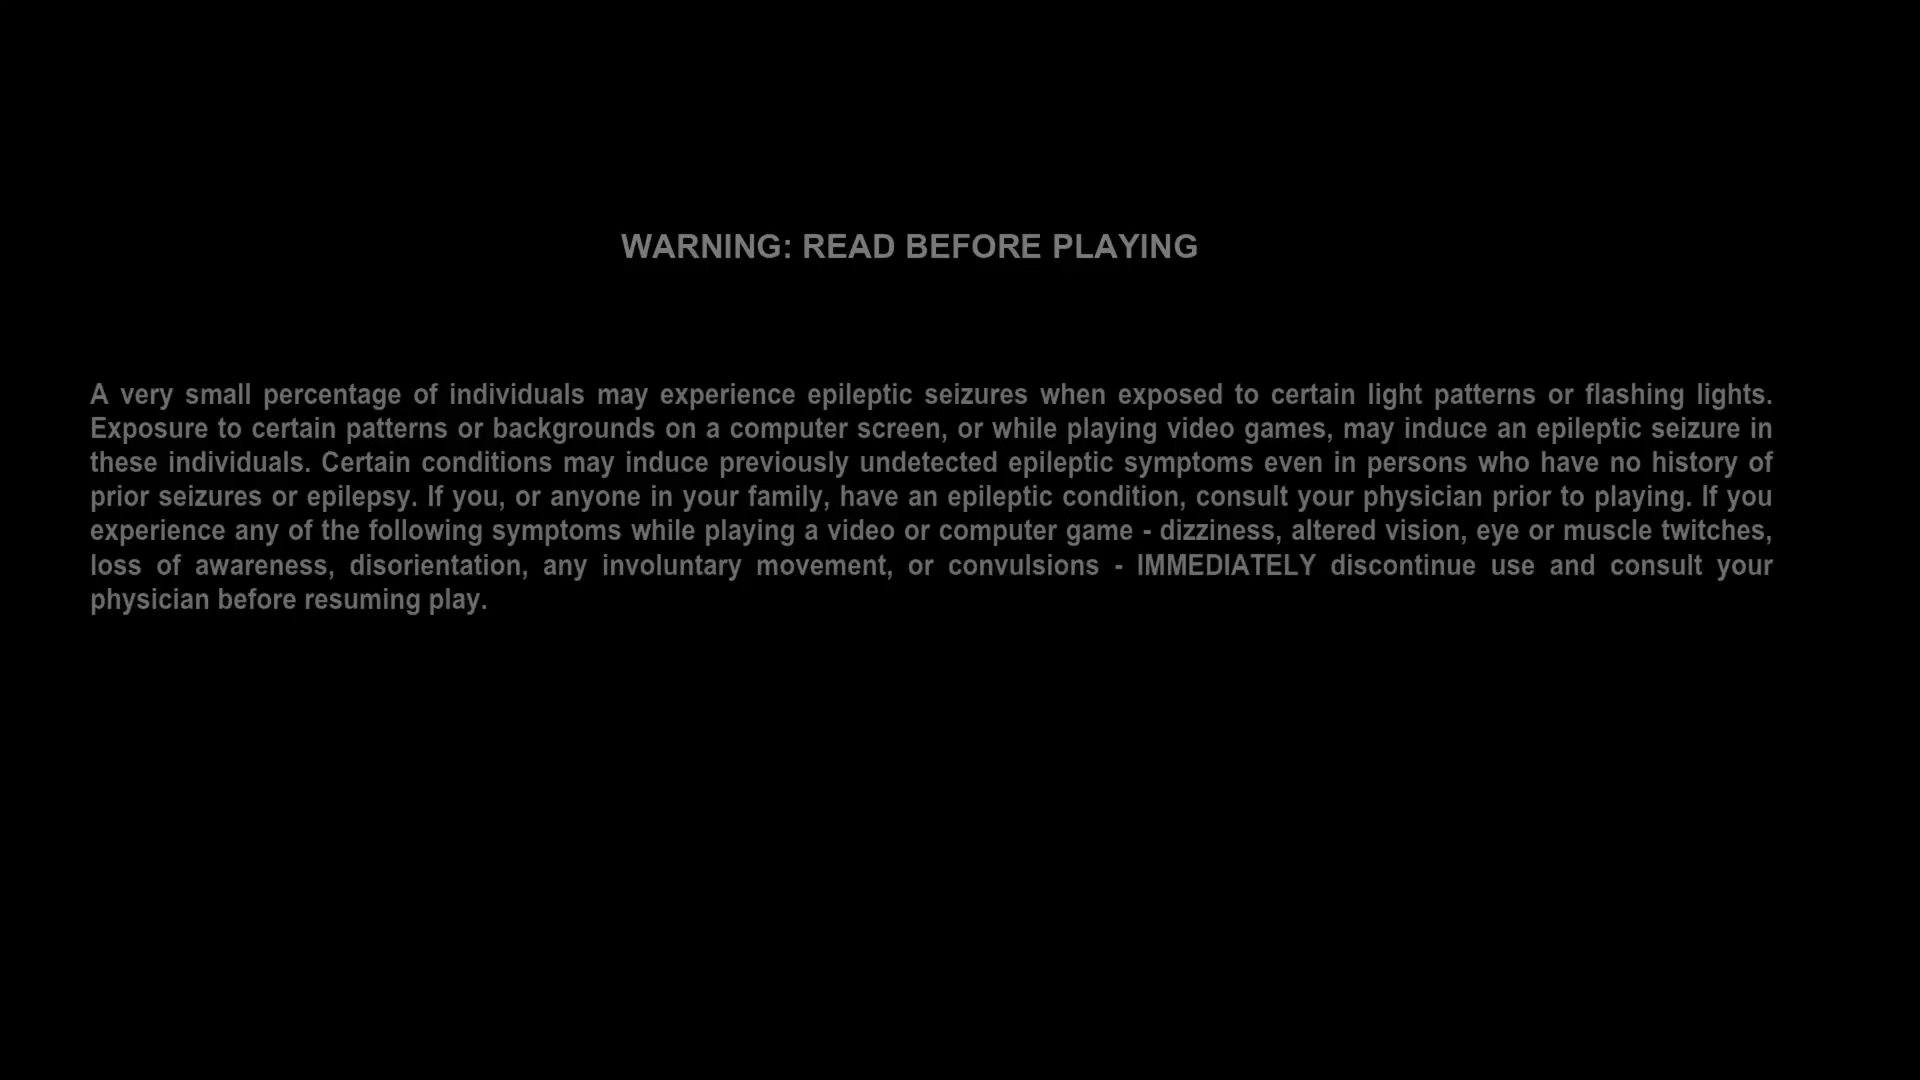 WARNING: READ BEFORE PLAYING
A very small percentage of individuals may experience epileptic seizures when exposed to certain light patterns or flashing lights.
Exposure to certain patterns or backgrounds on a computer screen, or while playing video games, may induce an epileptic seizure in
these individuals. Certain conditions may induce previously undetected epileptic symptoms even in persons who have no history of
prior seizures or epilepsy. If you, or anyone in your family, have an epileptic condition, consult your physician prior to playing. If you
experience any of the following symptoms while playing a video or computer game - dizziness, altered vision, eye or muscle twitches,
loss of awareness, disorientation, any involuntary movement, or convulsions - IMMEDIATELY discontinue use and consult your
physician before resuming play.